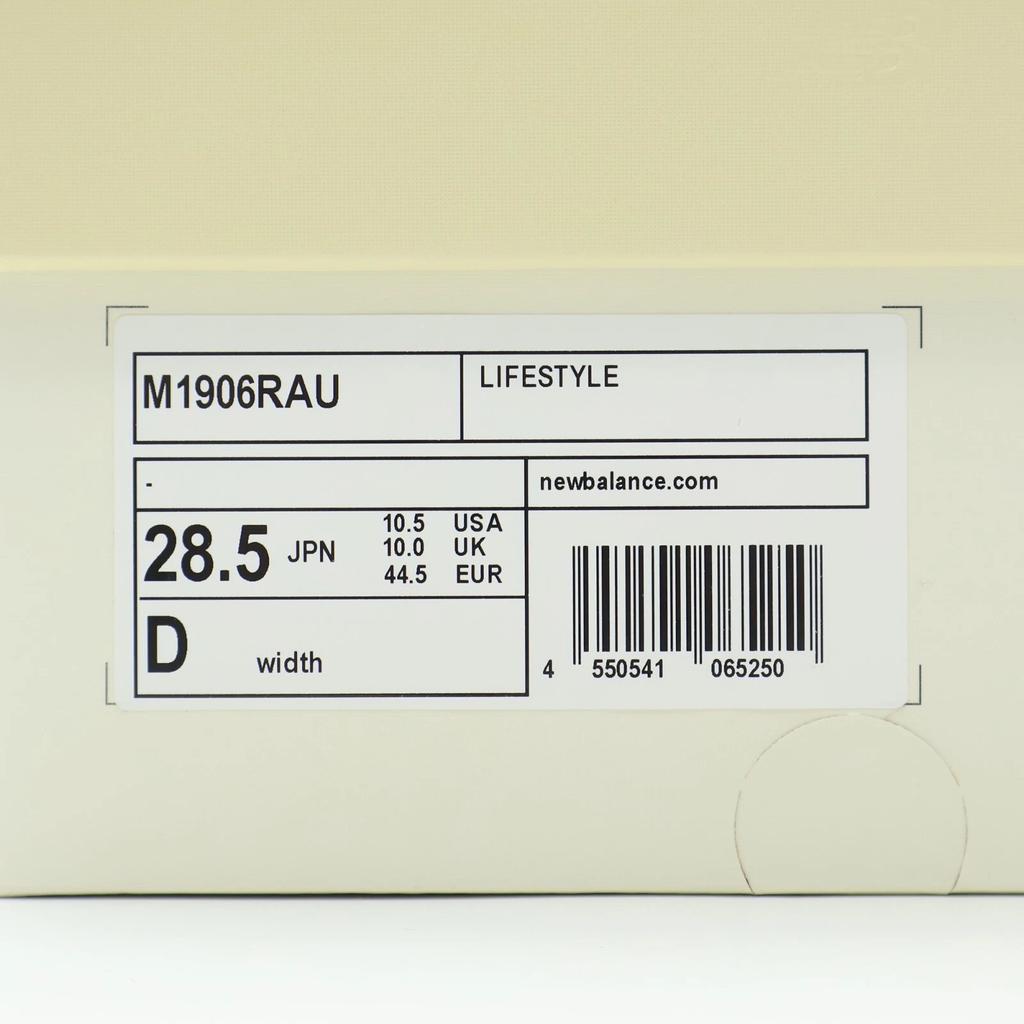 M1906RAU
LIFESTYLE
-
newbalance.com
28.5 JPN
10.5 USA
10.0 UK
44.5 EUR
D width
4 550541 065250